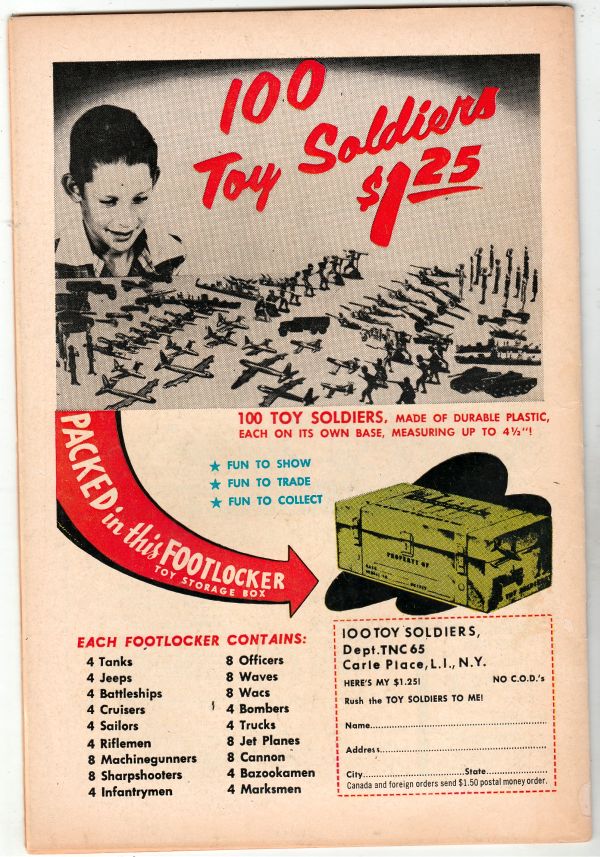 100
Toy Soldiers
$1.25
100 TOY SOLDIERS, MADE OF DURABLE PLASTIC,
EACH ON ITS OWN BASE, MEASURING UP TO 4½"!
★ FUN TO SHOW
★ FUN TO TRADE
★ FUN TO COLLECT
PACKED in this FOOTLOCKER
TOY STORAGE BOX
PROPERTY OF
EACH FOOTLOCKER CONTAINS:
4 Tanks
4 Jeeps
4 Battleships
4 Cruisers
4 Sailors
4 Riflemen
8 Machinegunners
8 Sharpshooters
4 Infantrymen
8 Officers
8 Waves
8 Wacs
4 Bombers
4 Trucks
8 Jet Planes
8 Cannon
4 Bazookamen
4 Marksmen
100 TOY SOLDIERS,
Dept. TNC 65
Carle Place, L.I., N.Y.
HERE'S MY $1.25! NO C.O.D.'s
Rush the TOY SOLDIERS TO ME!
Name
Address
City State
Canada and foreign orders send $1.50 postal money order.